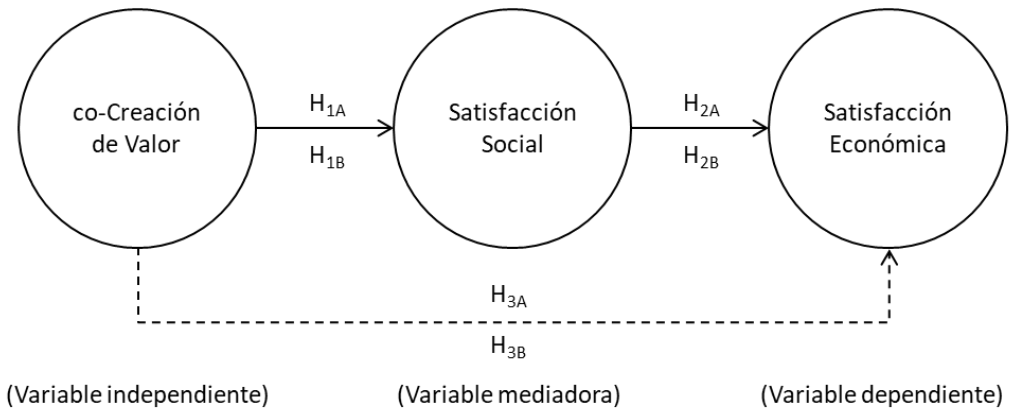 co-Creación
de Valor
H1A
H1B
Satisfacción
Social
H2A
H2B
Satisfacción
Económica
H3A
H3B
(Variable independiente)
(Variable mediadora)
(Variable dependiente)